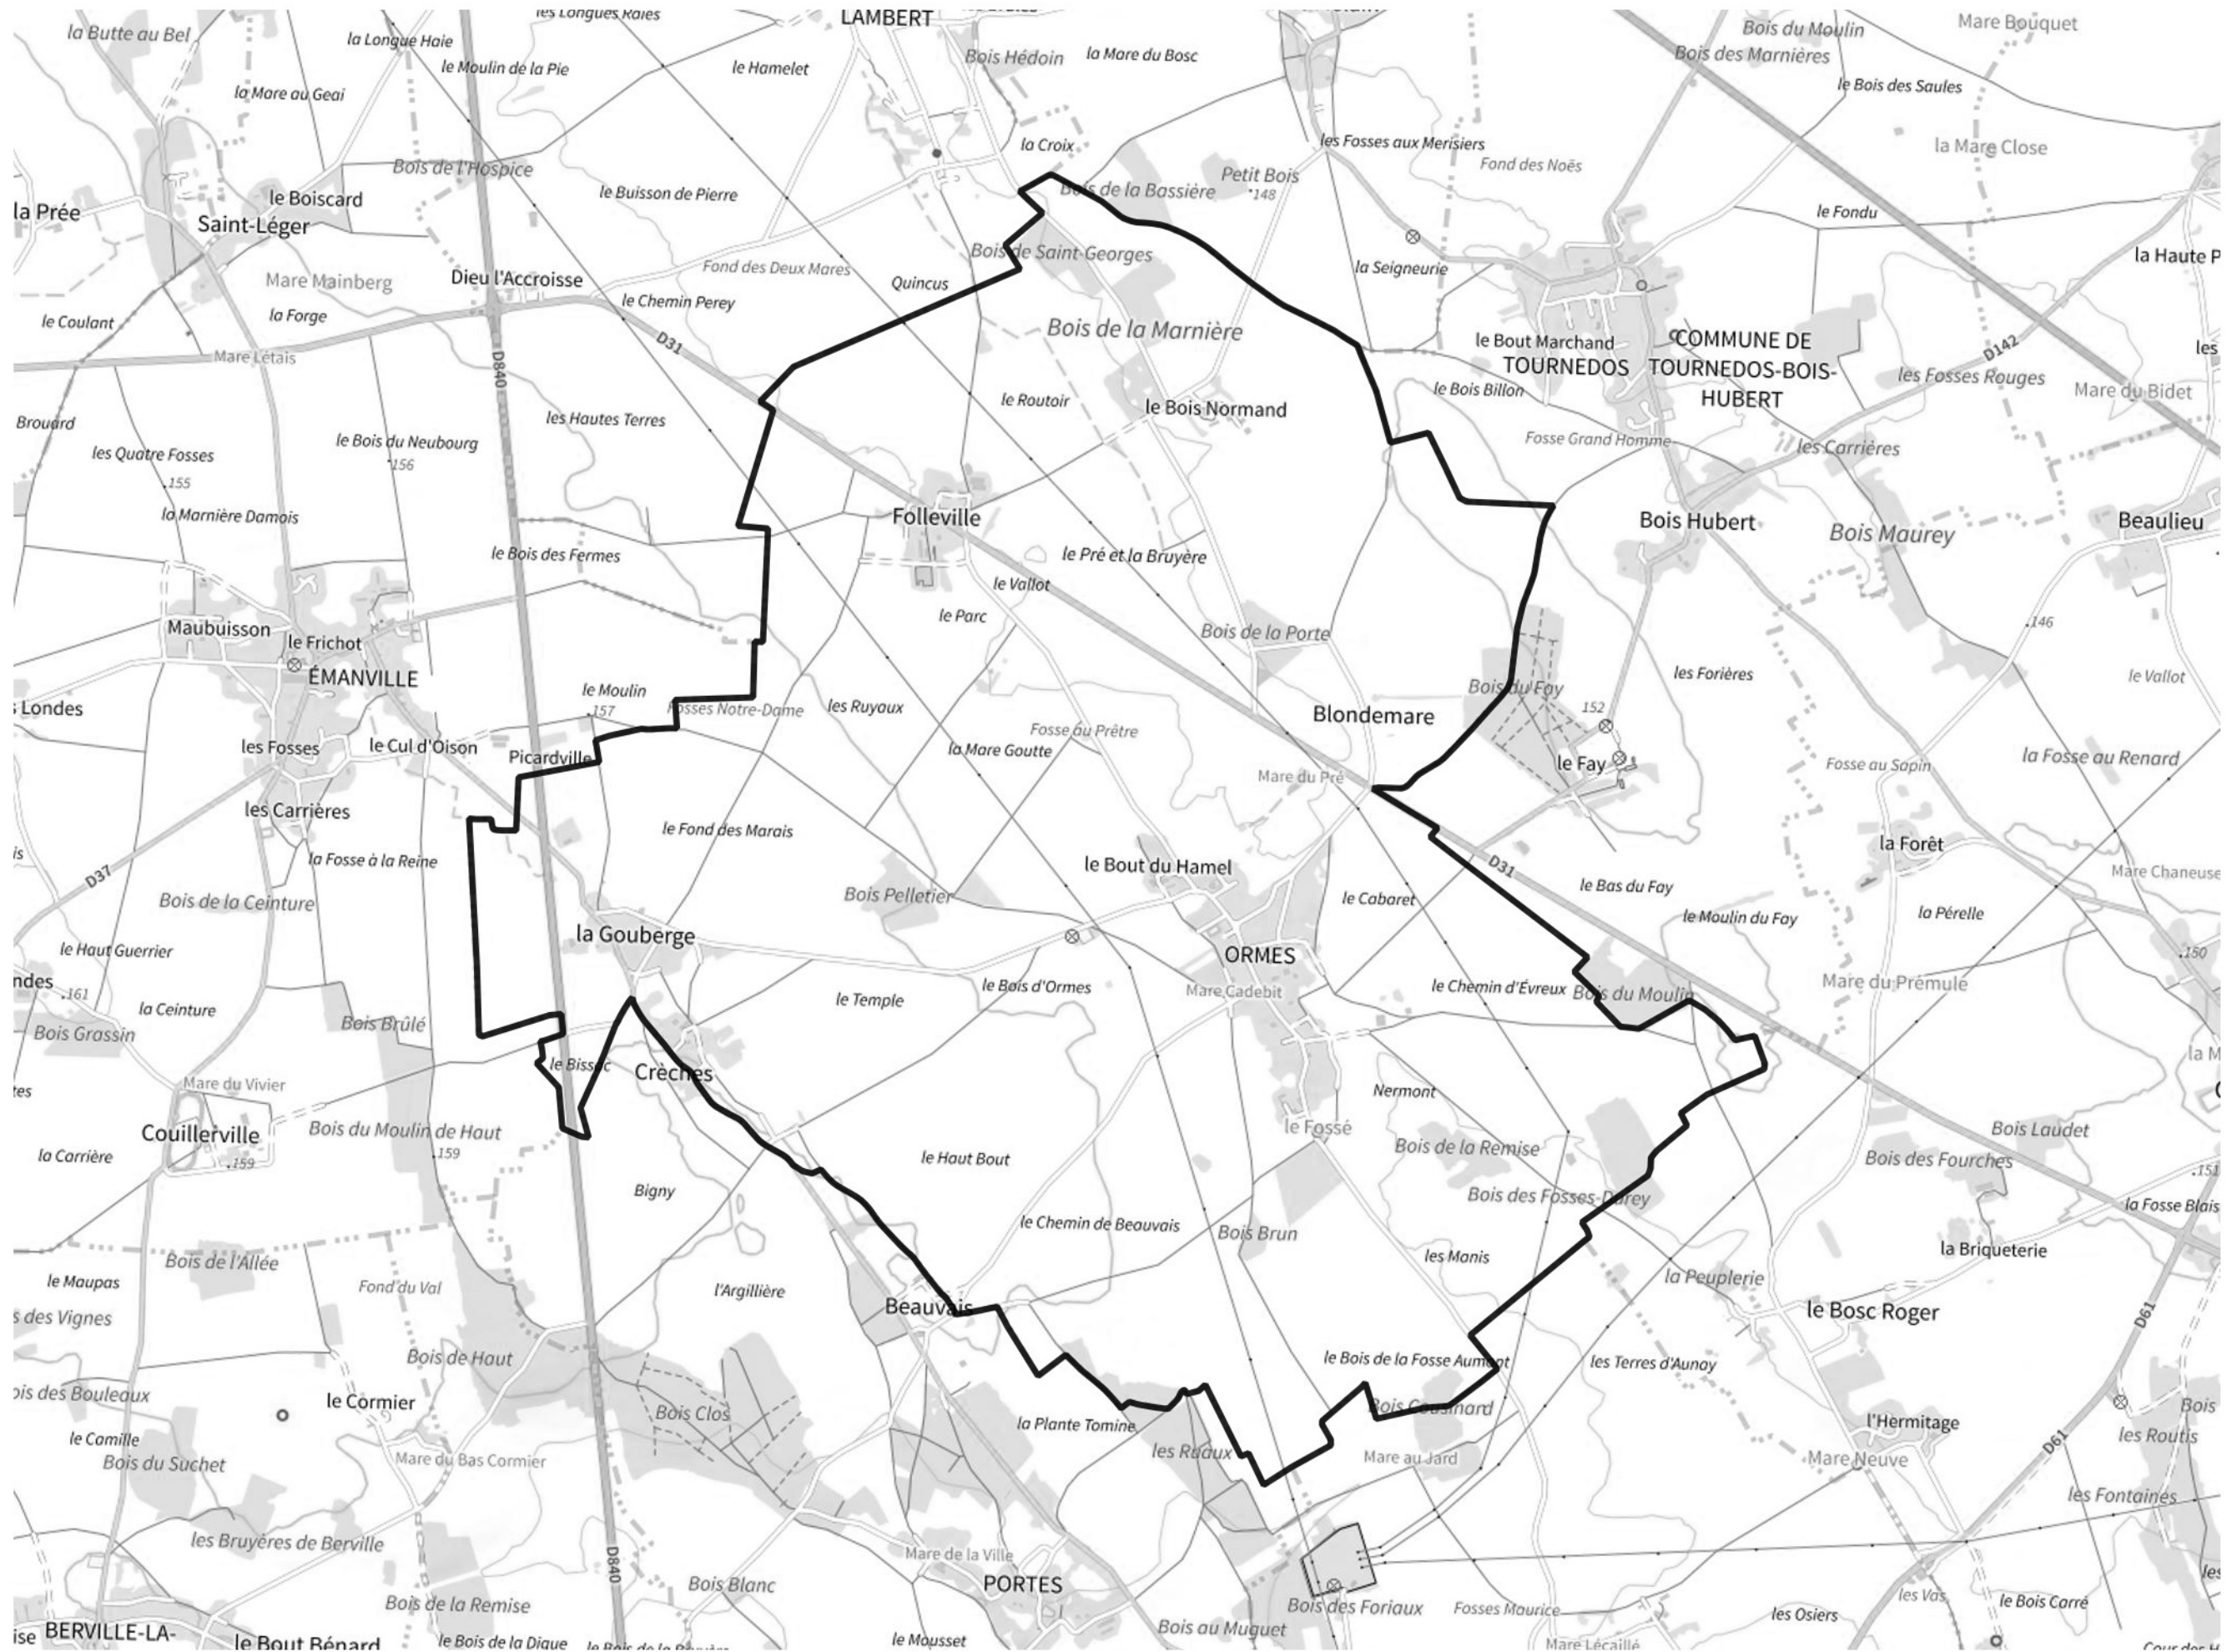 les Longues Raies
LAMBERT
la Butte au Bel
la Longue Haie
le Moulin de la Pie
le Hamelet
Bois Hédoin
la Mare du Bosc
Bois du Moulin
Mare Bouquet
Bois des Marnières
le Bois des Saules
la Mare au Geai
la Croix
les Fosses aux Merisiers
Fond des Noës
la Mare Close
Bois de l'Hospice
le Boiscard
le Buisson de Pierre
Bois de la Bassière
Petit Bois
148
la Prée
Saint-Léger
le Fondu
Bois de Saint-Georges
la Seigneurie
la Haute P
Mare Mainberg
Dieu l'Accroisse
Fond des Deux Mares
Quincus
le Chemin Perey
le Coulant
la Forge
Bois de la Marnière
le Bout Marchand
COMMUNE DE
TOURNEDOS
TOURNEDOS-BOIS-
HUBERT
D142
les
Mare Létais
D840
D31
les Fosses Rouges
Mare du Bidet
le Bois Billon
le Routoir
le Bois Normand
Brouard
les Hautes Terres
les Quatre Fosses
155
le Bois du Neubourg
156
Fosse Grand Homme
les Carrières
la Marnière Damois
Folleville
Bois Hubert
Bois Maurey
Beaulieu
le Bois des Fermes
le Pré et la Bruyère
le Vallot
le Parc
Maubuisson
le Frichot
Bois de la Porte
146
ÉMANVILLE
le Moulin
157
Bois du Fay
les Forières
le Vallot
Londes
Fosses Notre-Dame
les Ruyaux
Fosse au Prêtre
Blondemare
152
les Fosses
le Cul d'Oison
Picardville
la Mare Goutte
Mare du Pré
le Fay
Fosse au Sapin
la Fosse au Renard
les Carrières
le Fond des Marais
la Forêt
is
la Fosse à la Reine
D37
le Bout du Hamel
D31
le Bas du Fay
Mare Chaneuse
Bois de la Ceinture
Bois Pelletier
le Cabaret
le Moulin du Fay
la Pérelle
le Haut Guerrier
la Gouberge
ORMES
150
ndes
161
la Ceinture
le Temple
le Bois d'Ormes
Mare Cadebit
le Chemin d'Évreux
Bois du Moulin
Mare du Prémulé
Bois Grassin
Bois Brûlé
le Bissac
Crèches
la M
tes
Mare du Vivier
Nermont
Couillerville
159
Bois du Moulin de Haut
159
le Fossé
Bois Laudet
la Carrière
le Haut Bout
Bois de la Remise
Bois des Fourches
151
Bigny
Bois des Fosses-Darey
la Fosse Blais
le Chemin de Beauvais
Bois Brun
les Manis
la Briqueterie
Bois de l'Allée
le Maupas
Fond du Val
l'Argillière
la Peuplerie
s des Vignes
Beauvais
le Bosc Roger
D61
Bois de Haut
le Bois de la Fosse Aumont
les Terres d'Aunay
ois des Bouleaux
le Cormier
Bois Clos
la Plante Tomine
Bois Cousinard
l'Hermitage
Bois
le Camille
Bois du Suchet
Mare du Bas Cormier
les Ruaux
Mare au Jard
Mare Neuve
D61
les Routis
les Fontaines
les Bruyères de Berville
D840
Mare de la Ville
Bois Blanc
PORTES
les
Bois de la Remise
Bois des Foriaux
Fosses Maurice
les Vas
le Bois Carré
ise
BERVILLE-LA-
le Bout Bénard
le Bois de la Digue
le Mousset
Bois au Muguet
les Osiers
Mare Lécaillé